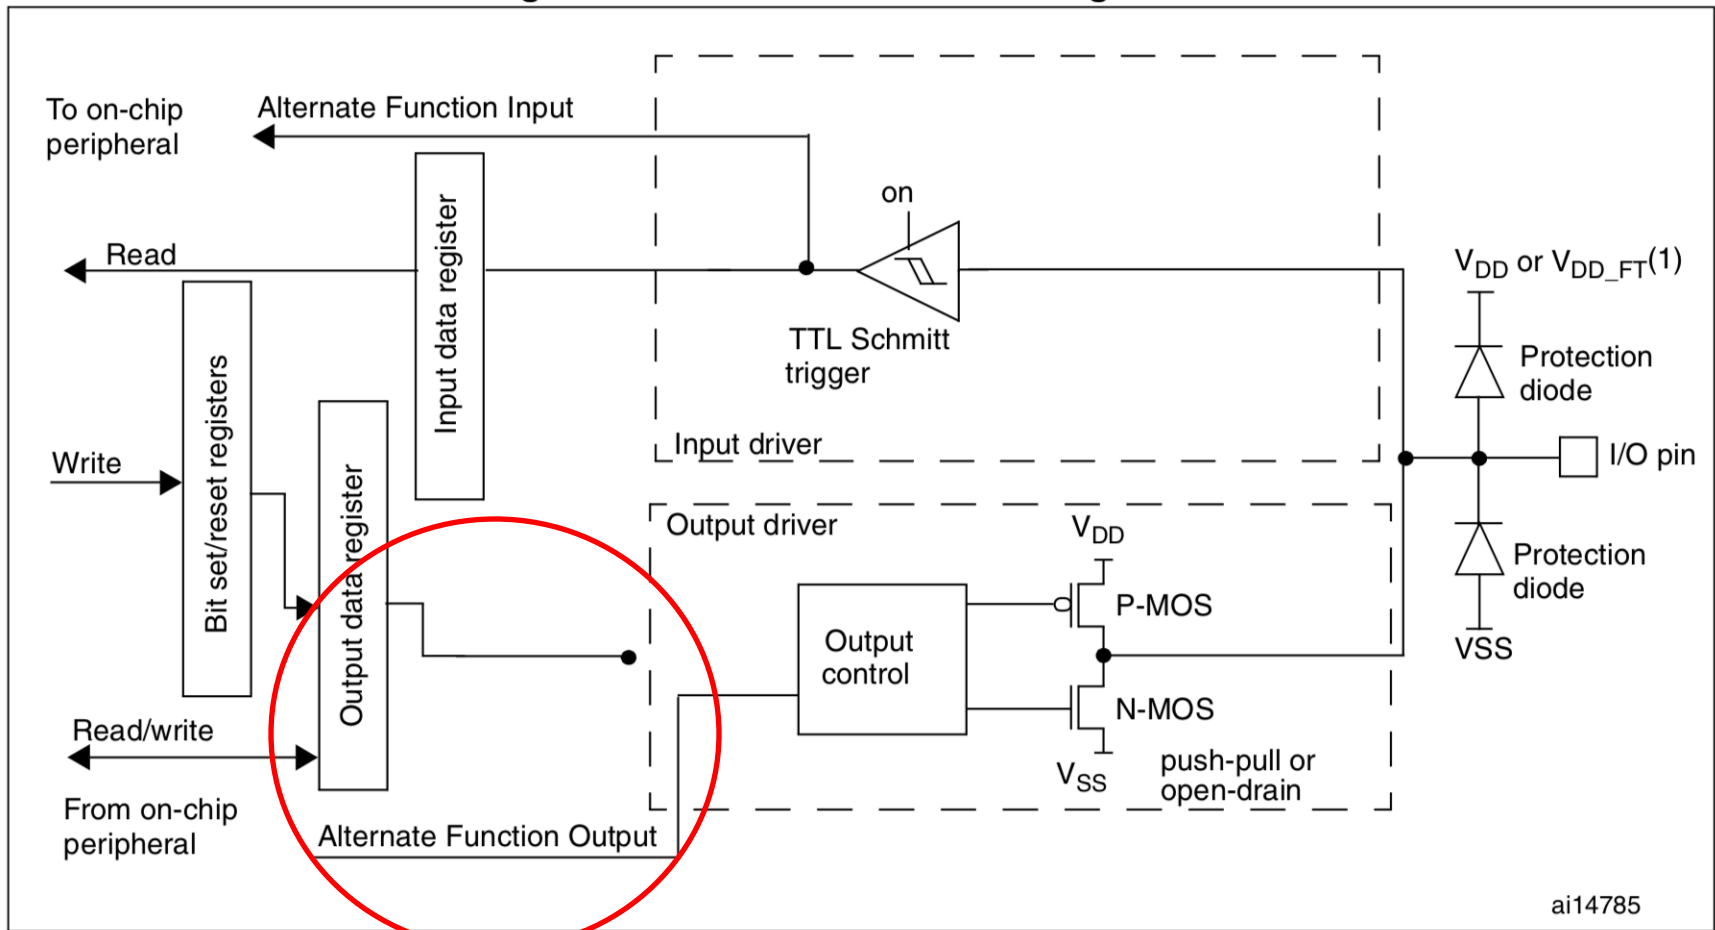 To on-chip
peripheral
Alternate Function Input
on
Read
Input data register
TTL Schmitt
trigger
VDD or VDD_FT(1)
Protection
diode
Input driver
I/O pin
Write
Bit set/reset registers
Output data register
Output driver
VDD
P-MOS
Output
control
N-MOS
VSS
push-pull or
open-drain
Protection
diode
VSS
Read/write
From on-chip
peripheral
Alternate Function Output
ai14785